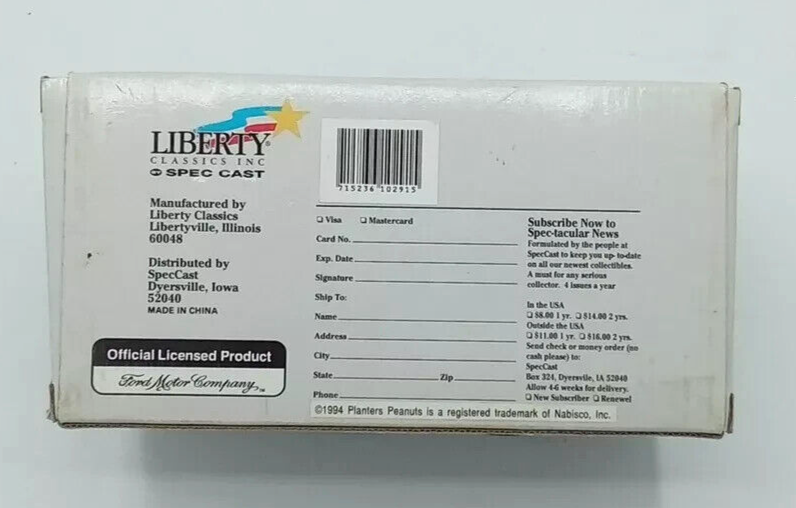 LIBERTY®
CLASSICS INC
SPEC CAST
Manufactured by
Liberty Classics
Libertyville, Illinois
60048
Distributed by
SpecCast
Dyersville, Iowa
52040
MADE IN CHINA
Official Licensed Product
Ford Motor Company™
715236 102915
❑ Visa ❑ Mastercard
Card No.
Exp. Date
Signature
Ship To:
Name
Address
City
State Zip
Phone
Subscribe Now to
Spec-tacular News
Formulated by the people at
SpecCast to keep you up-to-date
on all our newest collectibles.
A must for any serious
collector. 4 issues a year
In the USA
❑ $8.00 1 yr. ❑ $14.00 2 yrs.
Outside the USA
❑ $11.00 1 yr. ❑ $16.00 2 yrs.
Send check or money order (no
cash please) to:
SpecCast
Box 324, Dyersvile, IA 52040
Allow 4-6 weeks for delivery.
❑ New Subscriber ❑ Renewel
©1994 Planters Peanuts is a registered trademark of Nabisco, Inc.